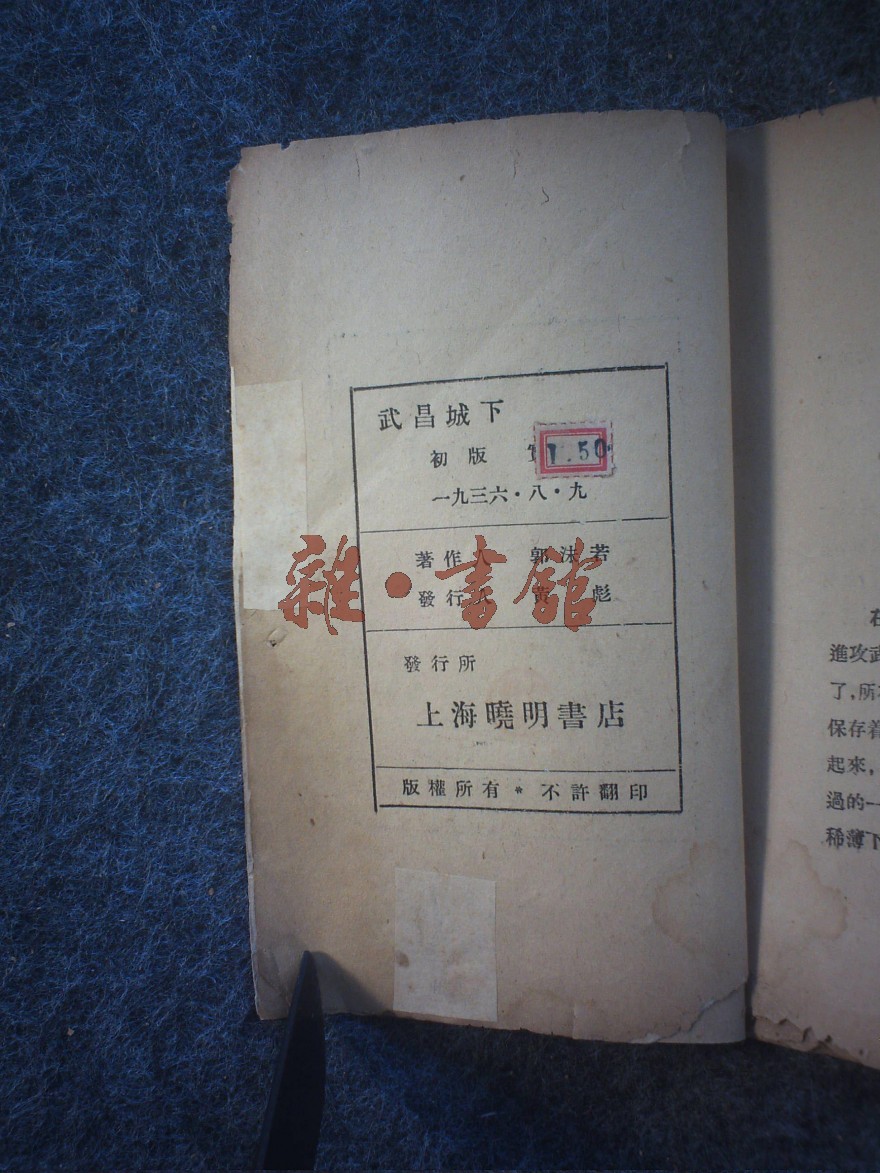 武昌城下
初版 1.50
一九三六・八・九
著作人 郭沫若
發行人 黃 彪
發行所
上海曉明書店
版權所有 * 不許翻印
雜・書館
在
進攻武
了,所
保存着
起來,
過的一
稀薄下